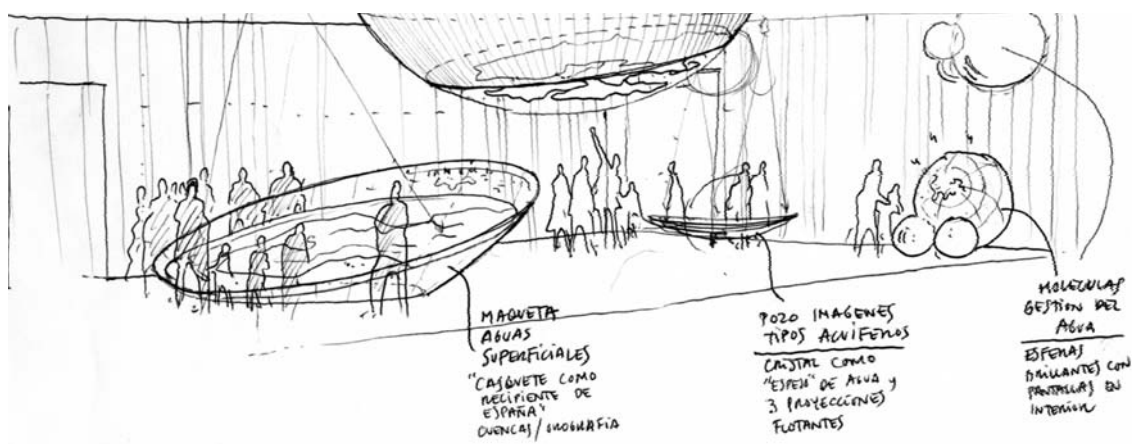 MAQUETA
AGUAS
SUPERFICIALES
"CASQUETE COMO
RECIPIENTE DE
ESPAÑA"
CUENCAS/OROGRAFIA
POZO IMAGENES
TIPOS ACUÍFEROS
CRISTAL COMO
"ESPEJO" DE AGUA Y
3 PROYECCIONES
FLOTANTES
MOLECULAS
GESTION DEL
AGUA
ESFERAS
BRILLANTES CON
PANTALLAS EN
INTERIOR